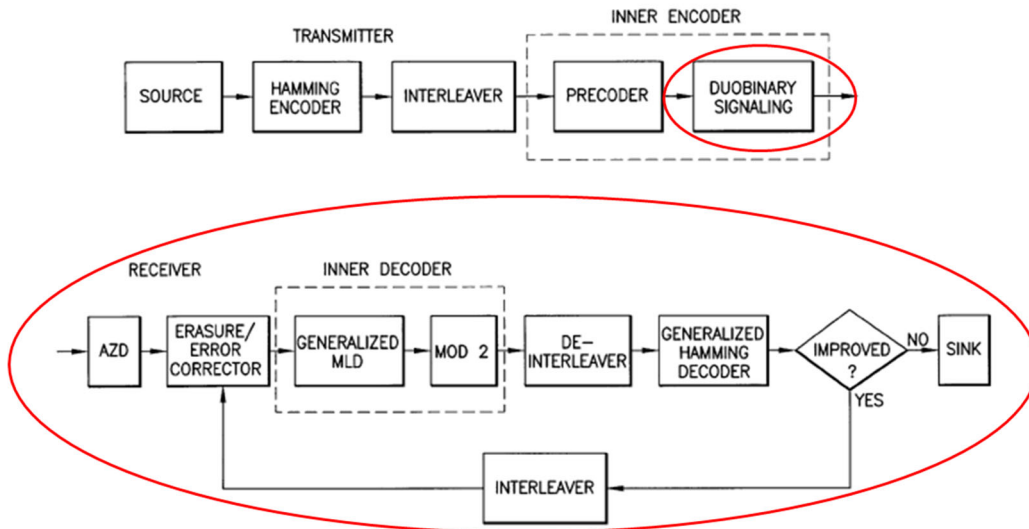 TRANSMITTER
INNER ENCODER
SOURCE
HAMMING
ENCODER
INTERLEAVER
PRECODER
DUOBINARY
SIGNALING
RECEIVER
INNER DECODER
AZD
ERASURE/
ERROR
CORRECTOR
GENERALIZED
MLD
MOD 2
DE-
INTERLEAVER
GENERALIZED
HAMMING
DECODER
IMPROVED
?
NO
SINK
YES
INTERLEAVER